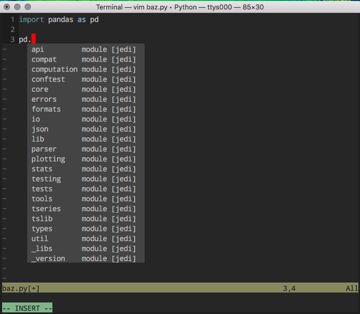 Terminal — vim baz.py • Python — ttys000 — 85×30
1 import pandas as pd
2
3 pd.
api module [jedi]
compat module [jedi]
computation module [jedi]
conftest module [jedi]
core module [jedi]
errors module [jedi]
formats module [jedi]
io module [jedi]
json module [jedi]
lib module [jedi]
parser module [jedi]
plotting module [jedi]
stats module [jedi]
testing module [jedi]
tests module [jedi]
tools module [jedi]
tseries module [jedi]
tslib module [jedi]
types module [jedi]
util module [jedi]
_libs module [jedi]
_version module [jedi]
baz.py[+] 3,4 All
-- INSERT --